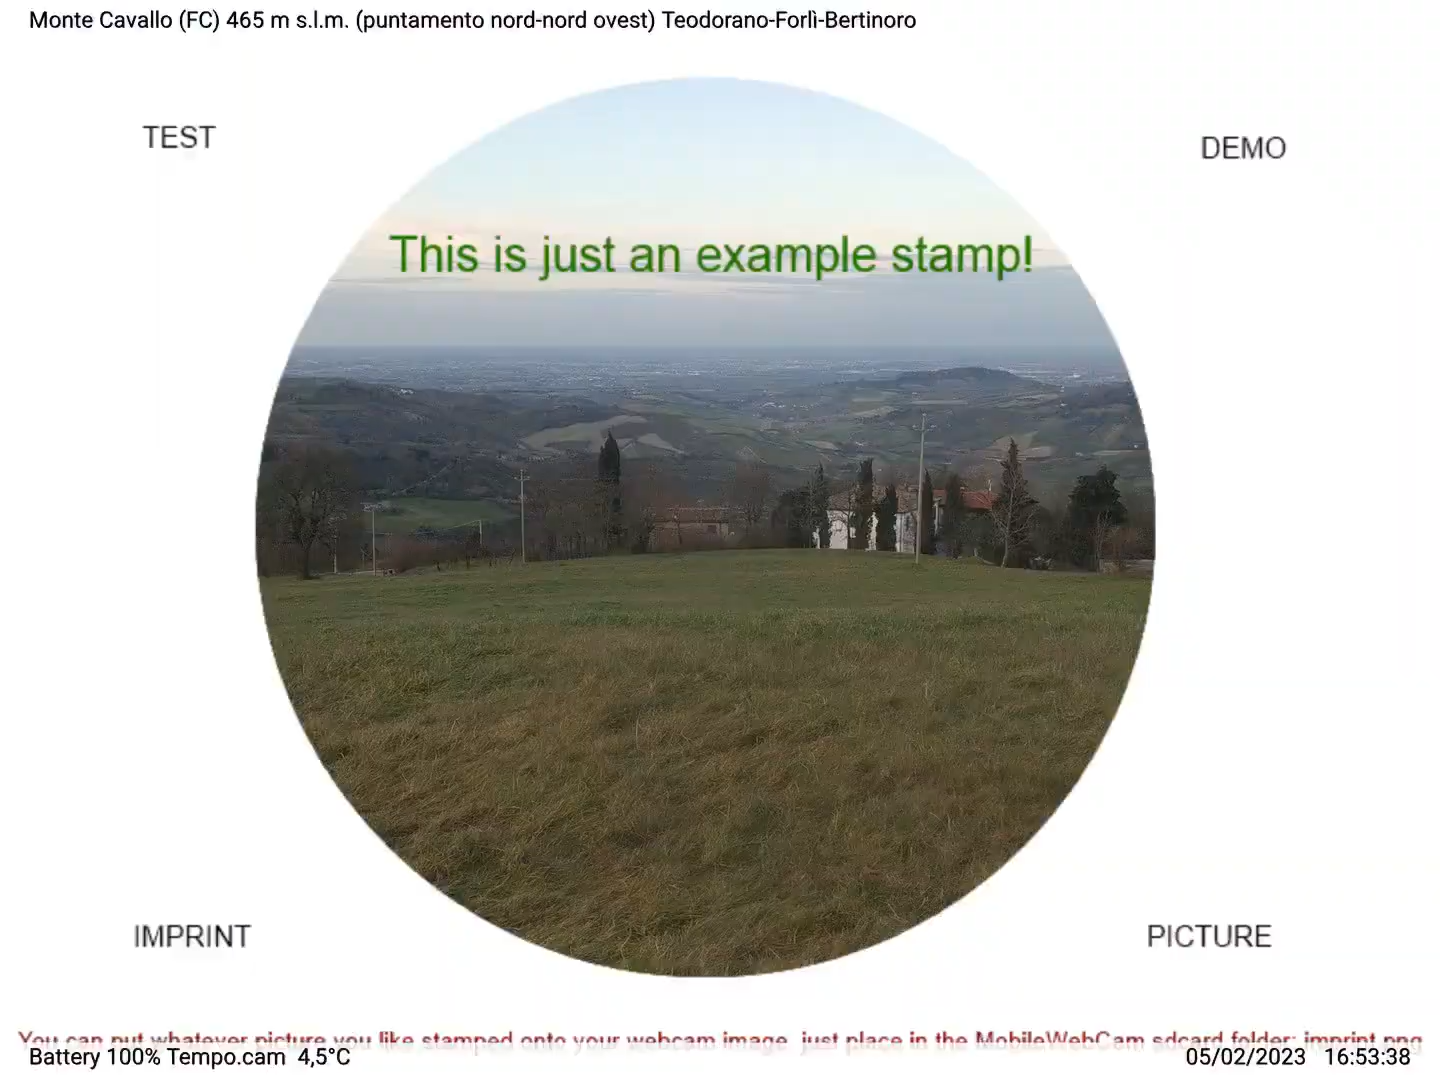 Monte Cavallo (FC) 465 m s.l.m. (puntamento nord-nord ovest) Teodorano-Forlì-Bertinoro
TEST
DEMO
This is just an example stamp!
IMPRINT
PICTURE
You can put whatever picture you like stamped onto your webcam image just place in the MobileWebCam sdcard folder: imprint.png
Battery 100% Tempo.cam 4,5°C
05/02/2023 16:53:38